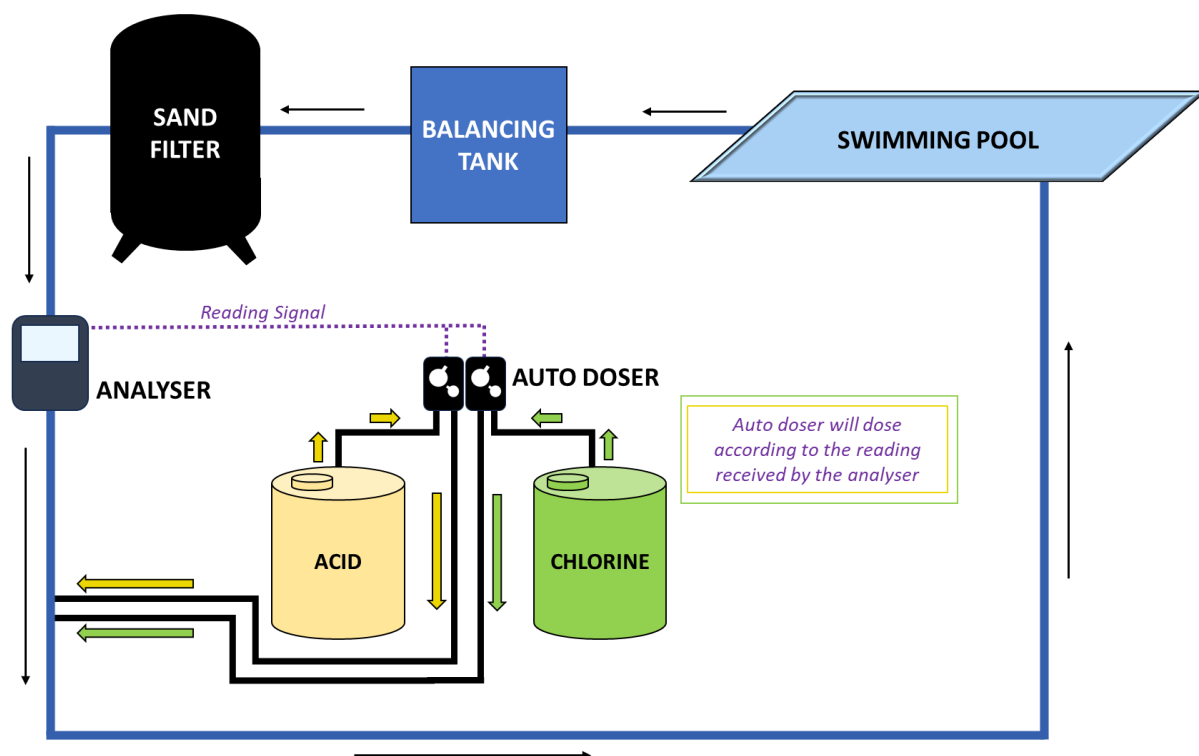 SAND
FILTER
BALANCING
TANK
SWIMMING POOL
Reading Signal
ANALYSER
AUTO DOSER
Auto doser will dose
according to the reading
received by the analyser
ACID
CHLORINE